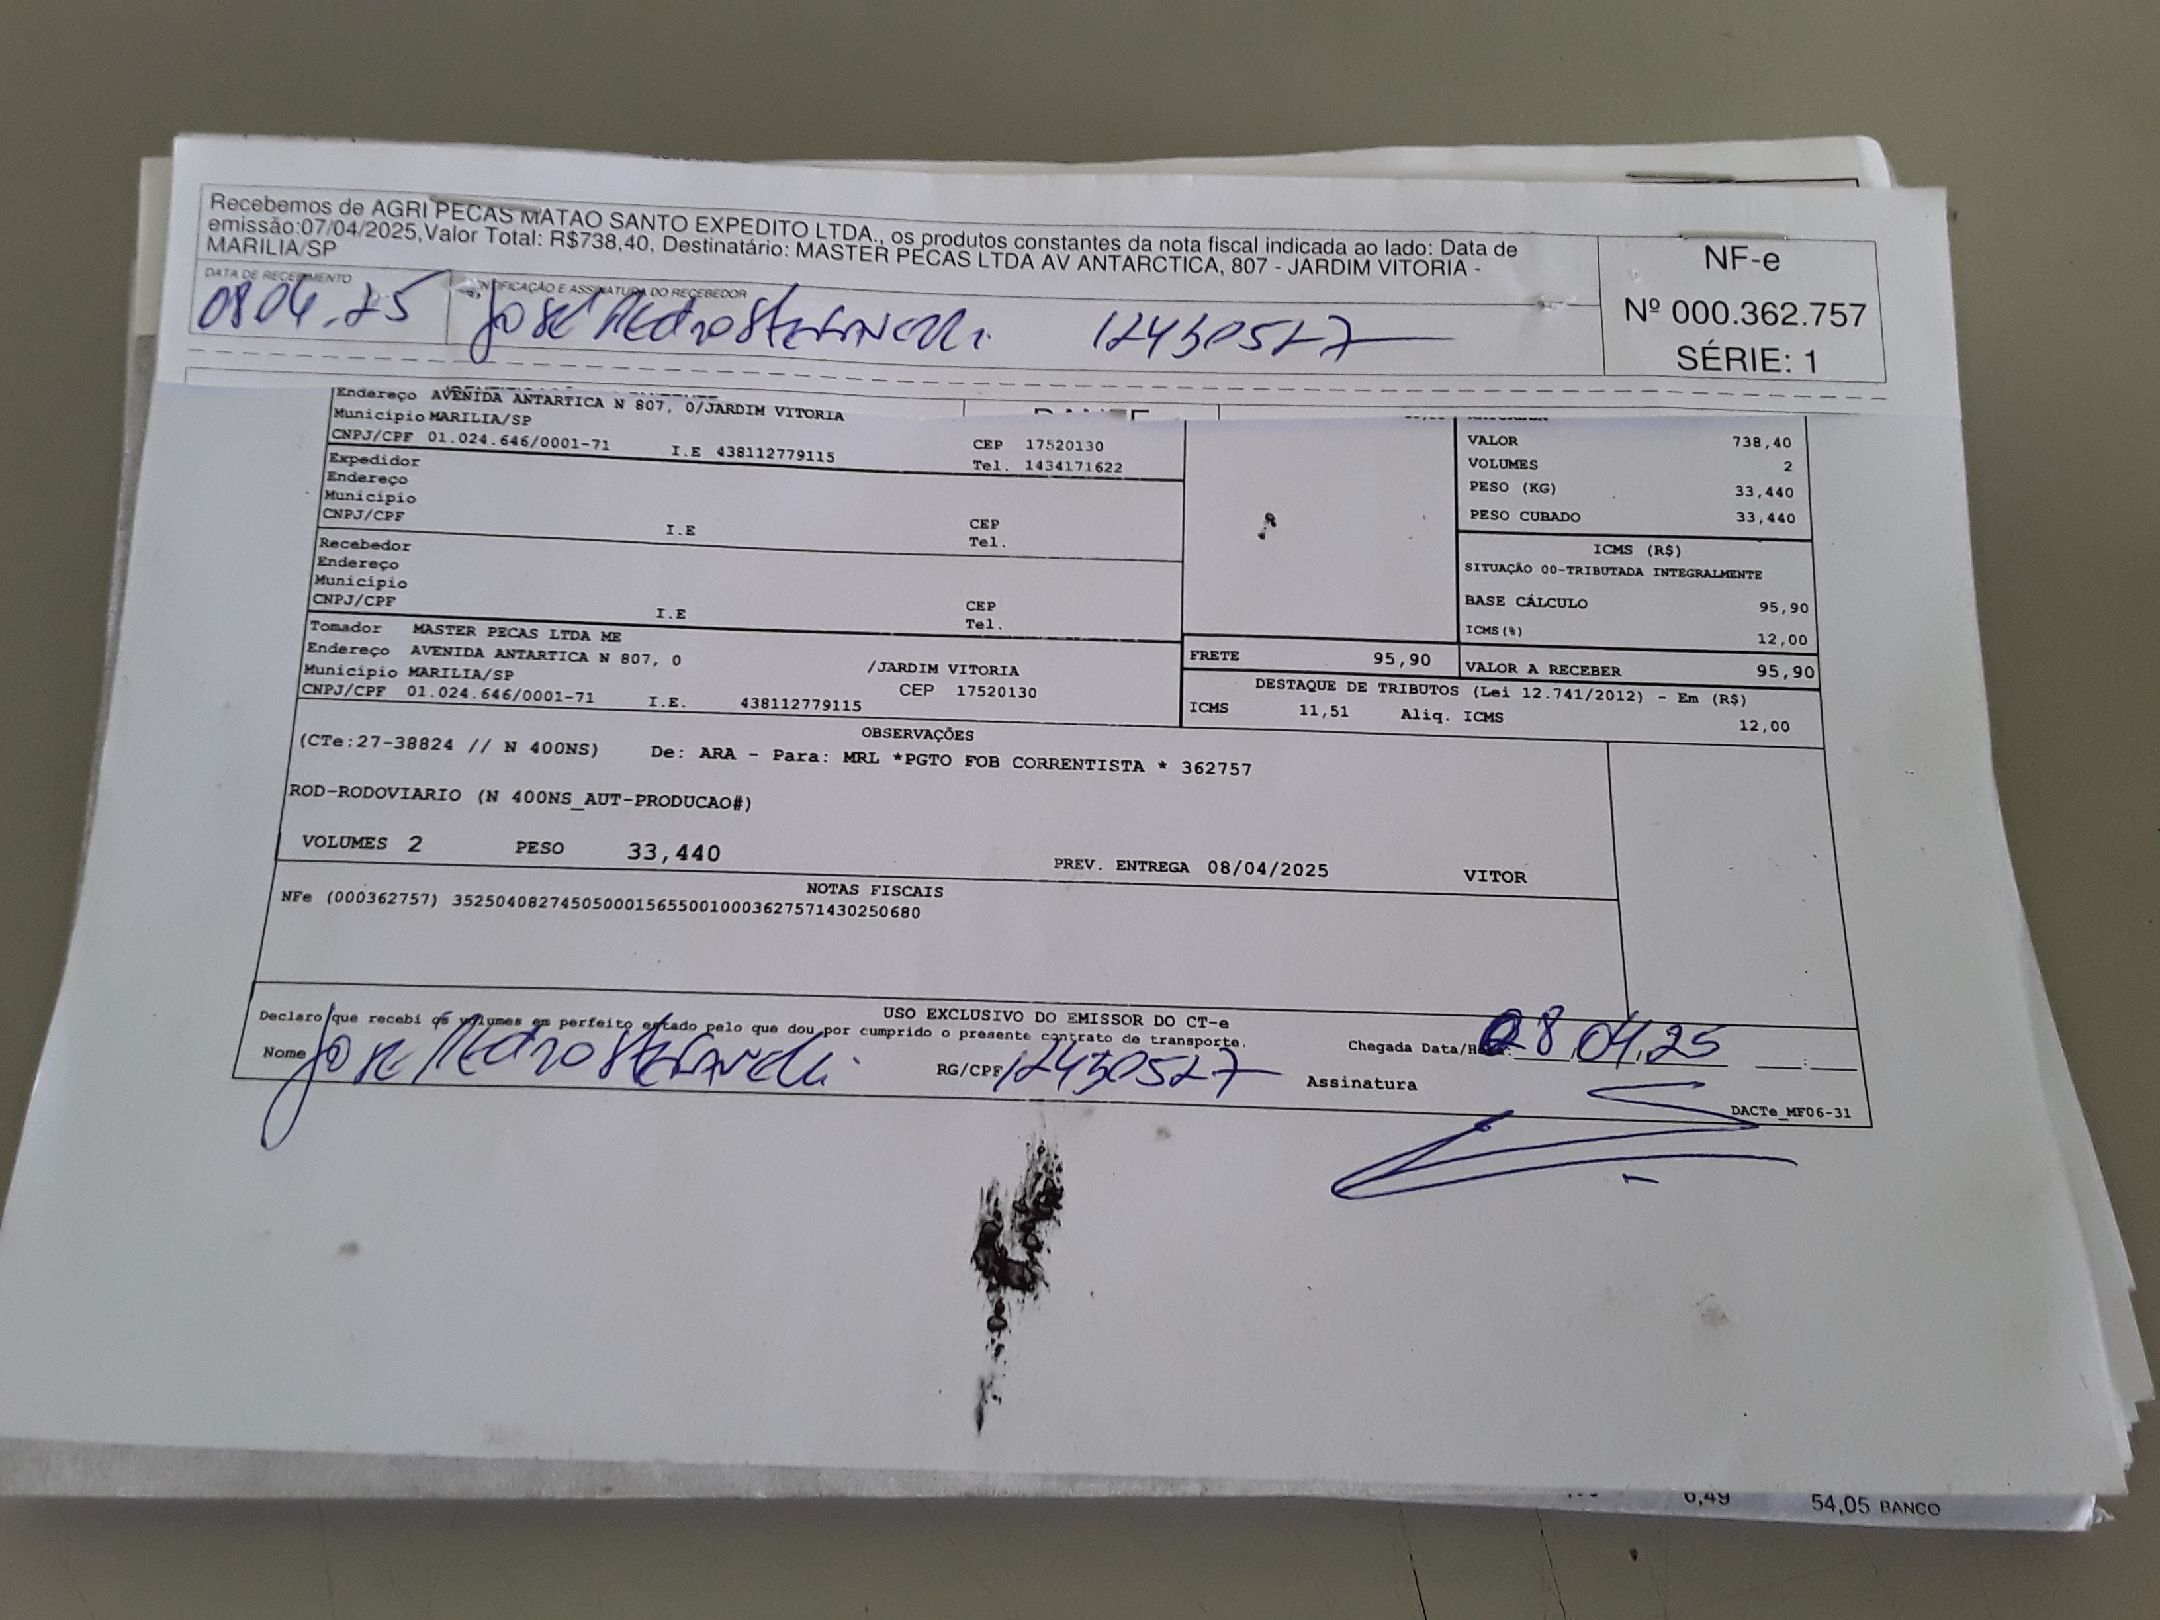 Recebemos de AGRI PECAS MATAO SANTO EXPEDITO LTDA., os produtos constantes da nota fiscal indicada ao lado: Data de
emissão:07/04/2025,Valor Total: R$738,40, Destinatário: MASTER PECAS LTDA AV ANTARCTICA, 807 - JARDIM VITORIA -
MARILIA/SP
NF-e
Nº 000.362.757
SÉRIE: 1
DATA DE RECEBIMENTO
08 04.25
IDENTIFICAÇÃO E ASSINATURA DO RECEBEDOR
José Pedro Stefanelli 12430527
Endereço AVENIDA ANTARTICA N 807, 0/JARDIM VITORIA
Município MARILIA/SP
CNPJ/CPF 01.024.646/0001-71 I.E 438112779115
CEP 17520130
Tel. 1434171622
Expedidor
Endereço
Município
CNPJ/CPF I.E CEP
Tel.
Recebedor
Endereço
Município
CNPJ/CPF I.E CEP
Tel.
Tomador MASTER PECAS LTDA ME
Endereço AVENIDA ANTARTICA N 807, 0 /JARDIM VITORIA
Município MARILIA/SP CEP 17520130
CNPJ/CPF 01.024.646/0001-71 I.E. 438112779115
VALOR 738,40
VOLUMES 2
PESO (KG) 33,440
PESO CUBADO 33,440
ICMS (R$)
SITUAÇÃO 00-TRIBUTADA INTEGRALMENTE
BASE CÁLCULO 95,90
ICMS(%) 12,00
FRETE 95,90
VALOR A RECEBER 95,90
DESTAQUE DE TRIBUTOS (Lei 12.741/2012) - Em (R$)
ICMS 11,51 Aliq. ICMS 12,00
OBSERVAÇÕES
(CTe:27-38824 // N 400NS) De: ARA - Para: MRL *PGTO FOB CORRENTISTA * 362757
ROD-RODOVIARIO (N 400NS_AUT-PRODUCAO#)
VOLUMES 2 PESO 33,440 PREV. ENTREGA 08/04/2025 VITOR
NOTAS FISCAIS
NFe (000362757) 35250408274505000156550010003627571430250680
USO EXCLUSIVO DO EMISSOR DO CT-e
Declaro que recebi os volumes em perfeito estado pelo que dou por cumprido o presente contrato de transporte.
Chegada Data/Hora: 08 04 25 :
Nome José Pedro Stefanelli RG/CPF 12430527 Assinatura
DACTe_MF06-31
6,49 54,05 BANCO